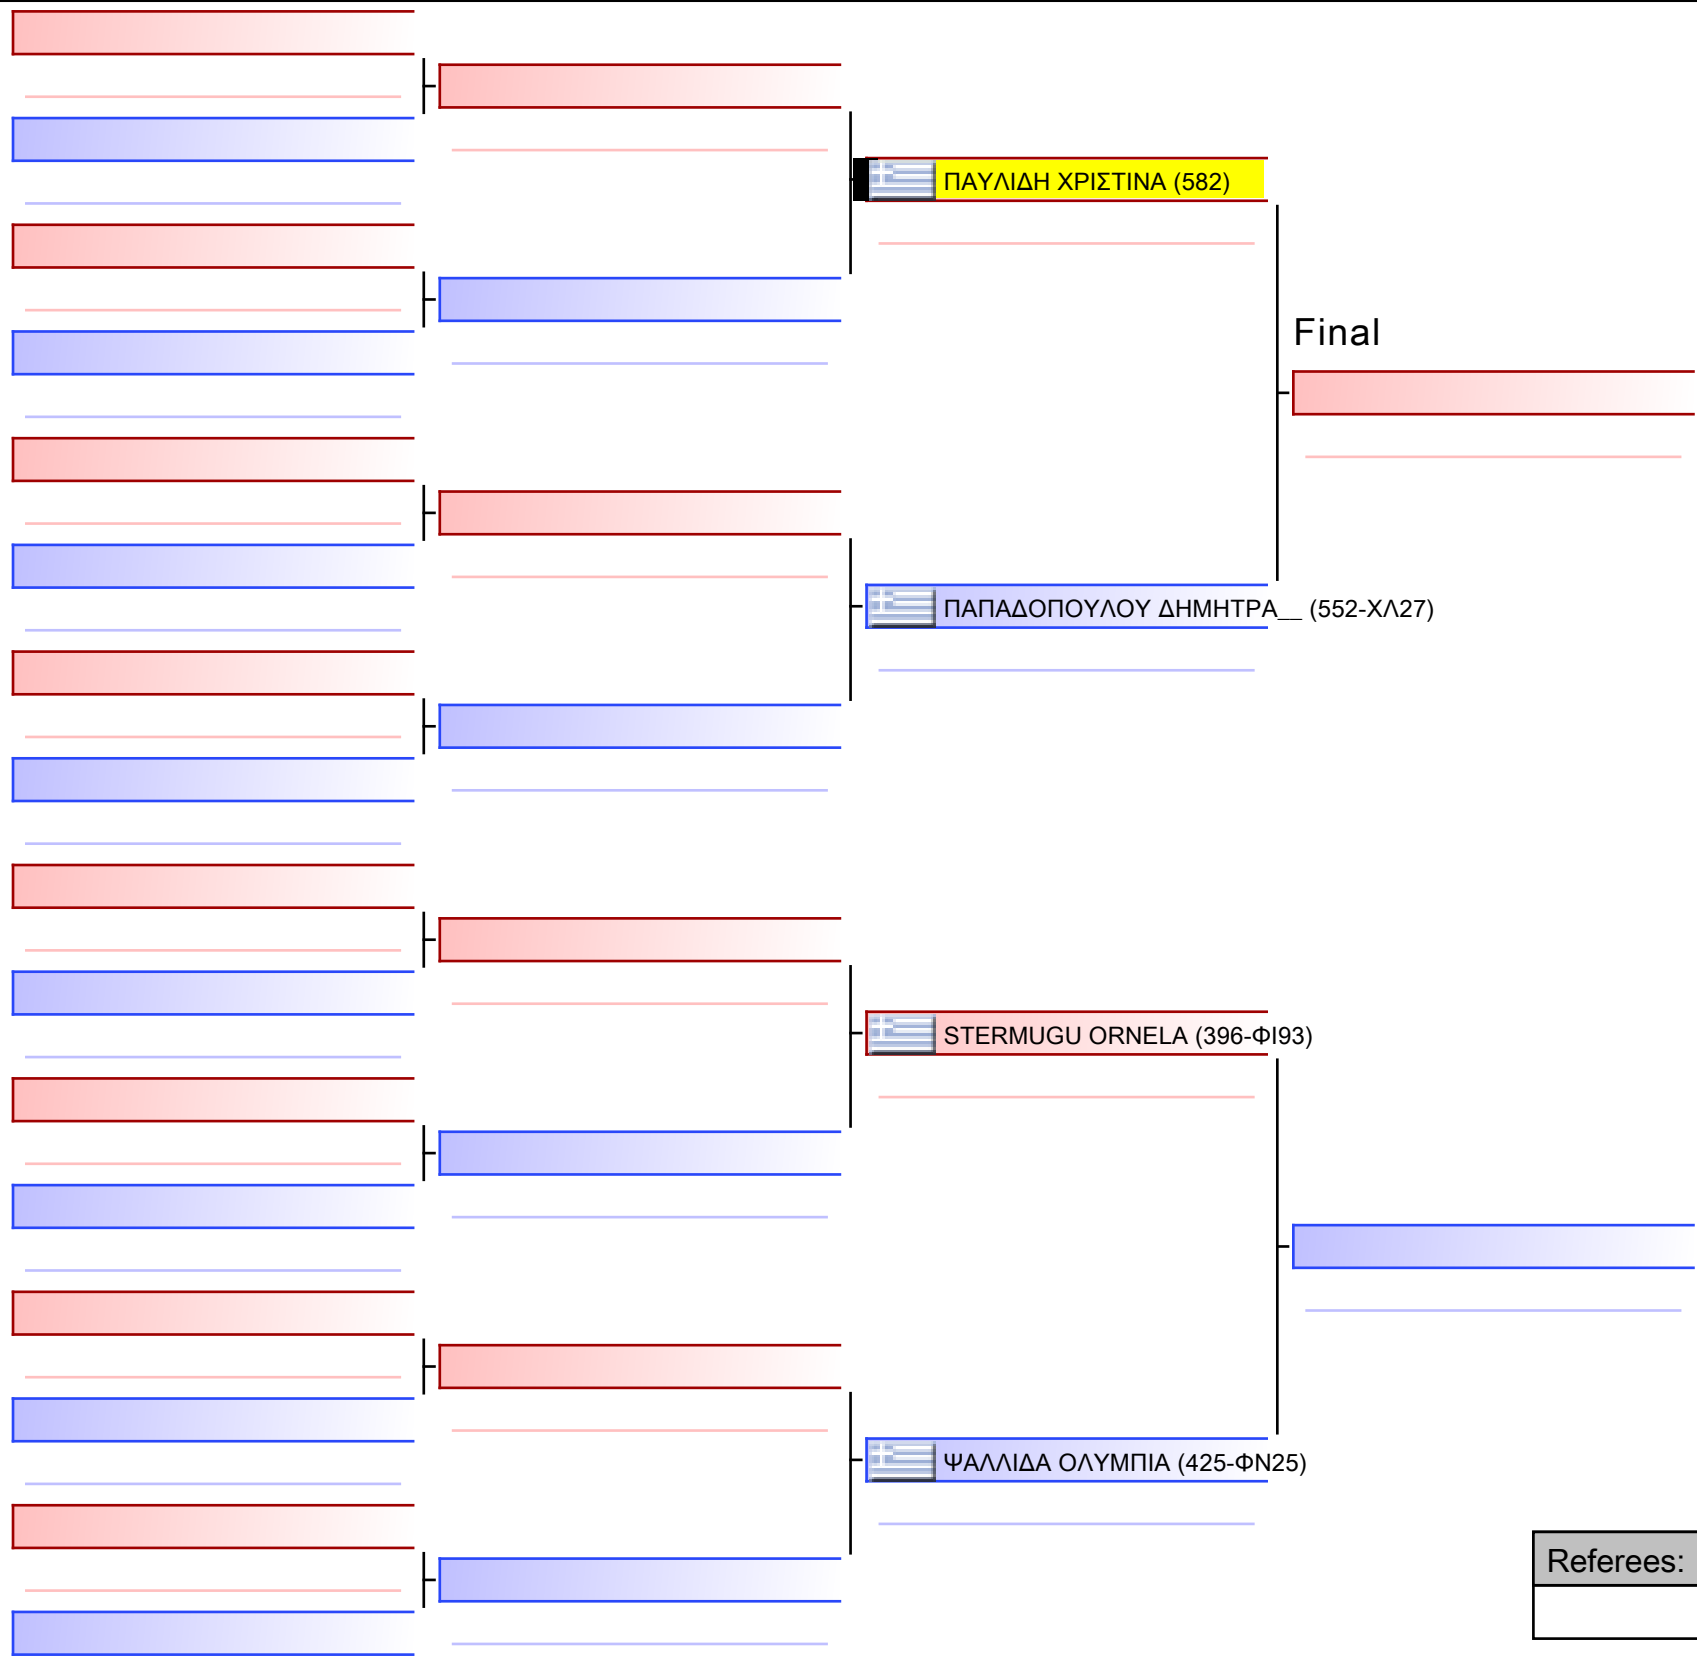 ΠΑΥΛΙΔΗ ΧΡΙΣΤΙΝΑ (582)
Final
ΠΑΠΑΔΟΠΟΥΛΟΥ ΔΗΜΗΤΡΑ__ (552-ΧΛ27)
STERMUGU ORNELA (396-ΦΙ93)
ΨΑΛΛΙΔΑ ΟΛΥΜΠΙΑ (425-ΦΝ25)
Referees: